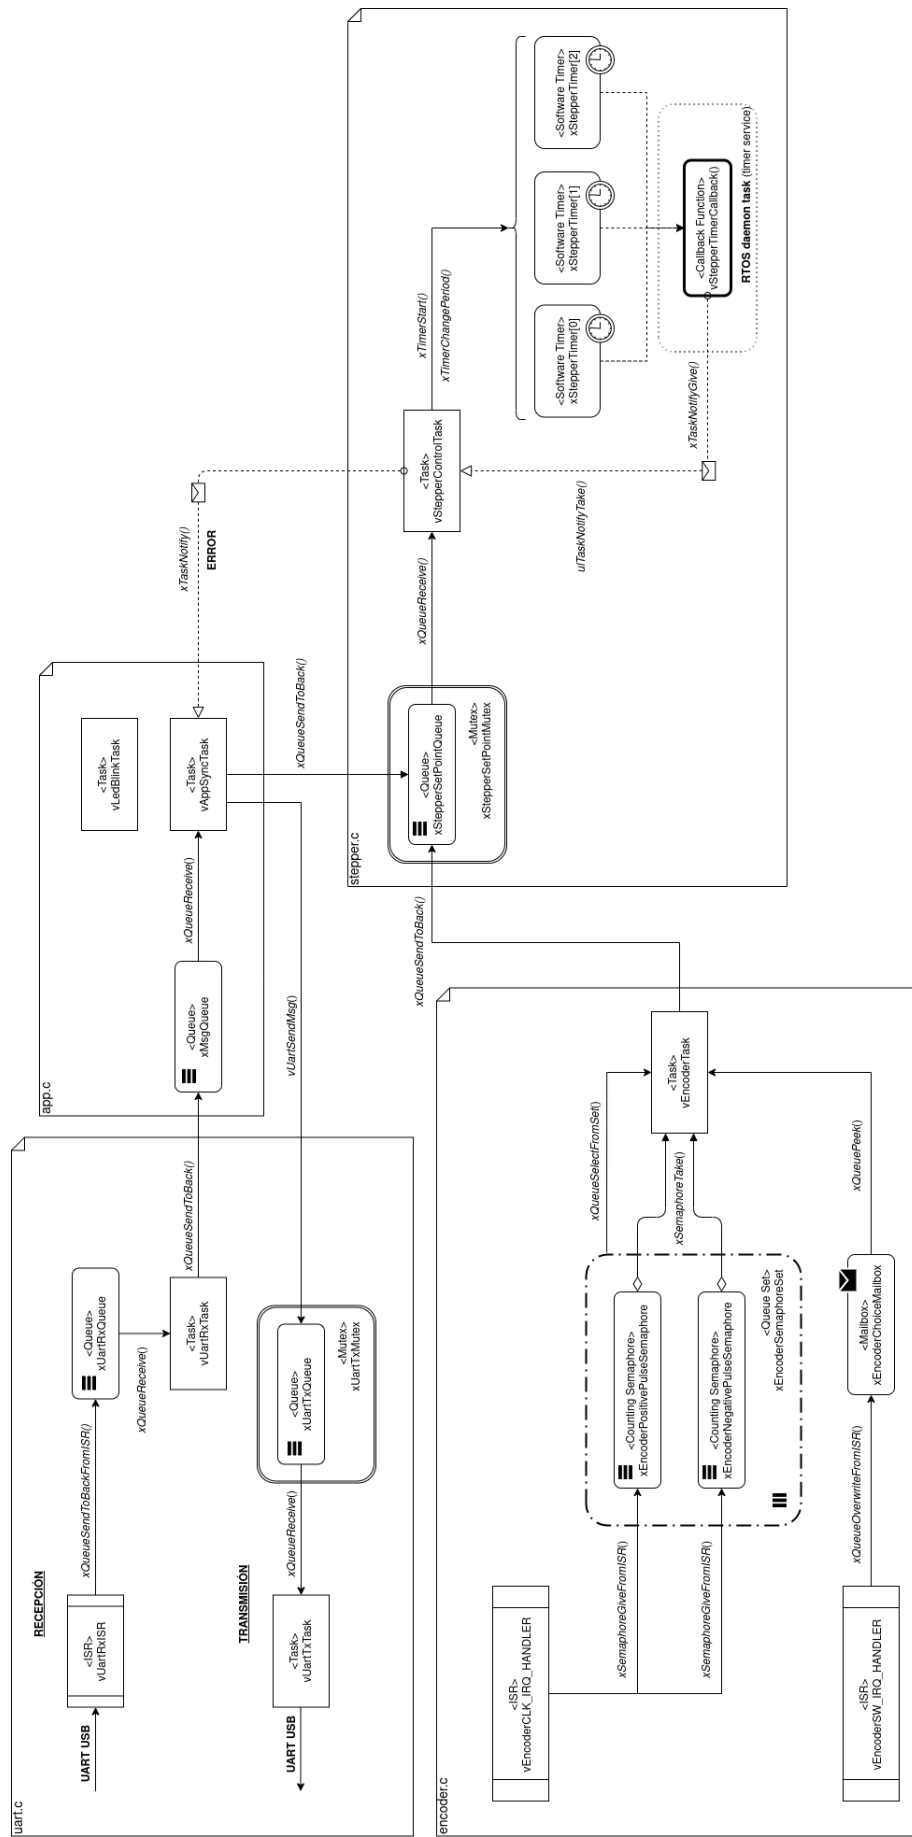 uart.c
RECEPCIÓN
UART USB
<ISR>
vUartRxISR
xQueueSendToBackFromISR()
<Queue>
xUartRxQueue
xQueueReceive()
<Task>
vUartRxTask
xQueueSendToBack()
TRANSMISIÓN
UART USB
<Task>
vUartTxTask
xQueueReceive()
<Queue>
xUartTxQueue
<Mutex>
xUartTxMutex
vUartSendMsg()
app.c
<Queue>
xMsgQueue
xQueueReceive()
<Task>
vLedBlinkTask
<Task>
vAppSyncTask
xTaskNotify()
ERROR
xQueueSendToBack()
encoder.c
<ISR>
vEncoderCLK_IRQ_HANDLER
xSemaphoreGiveFromISR()
xSemaphoreGiveFromISR()
<Counting Semaphore>
xEncoderPositivePulseSemaphore
<Counting Semaphore>
xEncoderNegativePulseSemaphore
<Queue Set>
xEncoderSemaphoreSet
xQueueSelectFromSet()
xSemaphoreTake()
<Task>
vEncoderTask
<ISR>
vEncoderSW_IRQ_HANDLER
xQueueOverwriteFromISR()
<Mailbox>
xEncoderChoiceMailbox
xQueuePeek()
xQueueSendToBack()
stepper.c
<Queue>
xStepperSetPointQueue
<Mutex>
xStepperSetPointMutex
xQueueReceive()
<Task>
vStepperControlTask
xTimerStart()
xTimerChangePeriod()
<Software Timer>
xStepperTimer[0]
<Software Timer>
xStepperTimer[1]
<Software Timer>
xStepperTimer[2]
<Callback Function>
vStepperTimerCallback()
RTOS daemon task (timer service)
xTaskNotifyGive()
ulTaskNotifyTake()